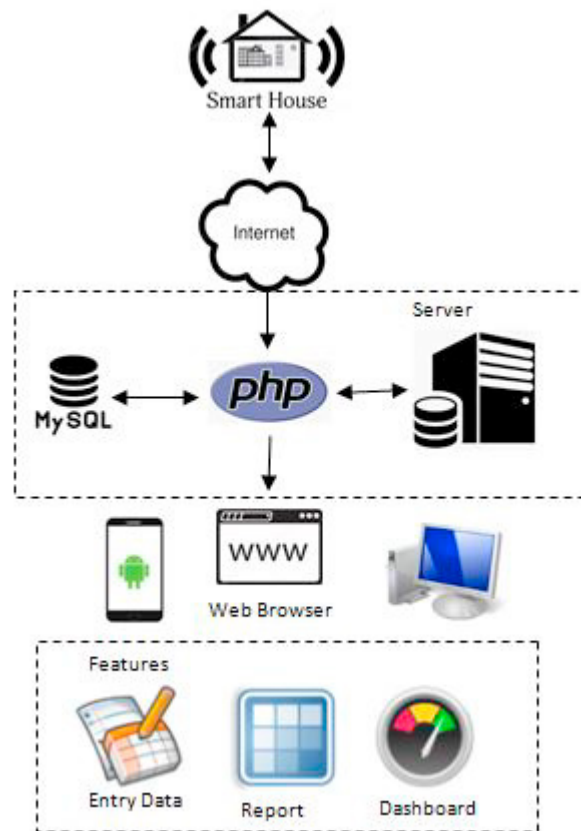 Smart House
Internet
Server
php
MySQL
WWW
Web Browser
Features
Entry Data
Report
Dashboard